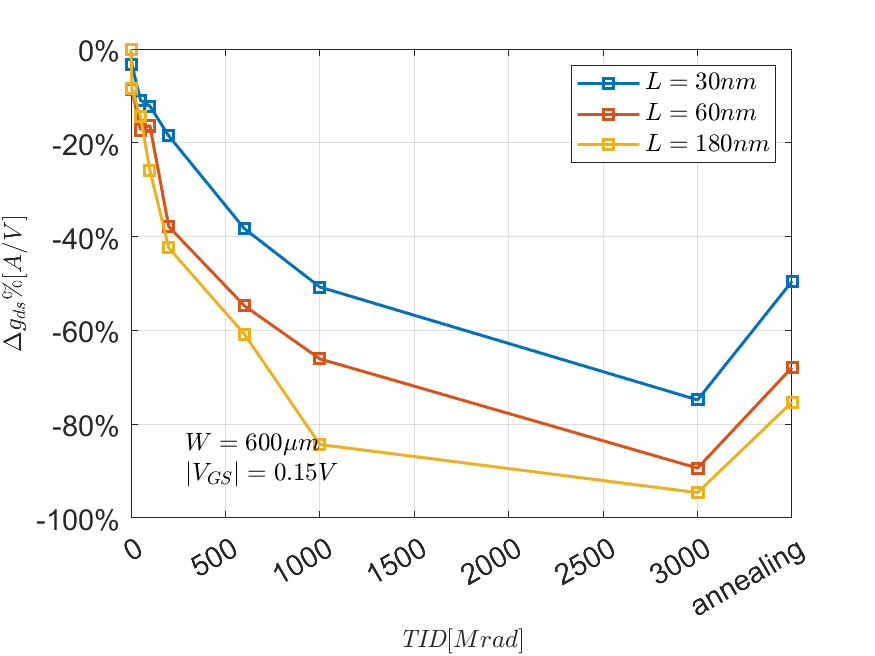 0%
-20%
-40%
-60%
-80%
-100%
Δg_ds%[A/V]
L = 30nm
L = 60nm
L = 180nm
W = 600μm
|V_GS| = 0.15V
0
500
1000
1500
2000
2500
3000
annealing
TID[Mrad]